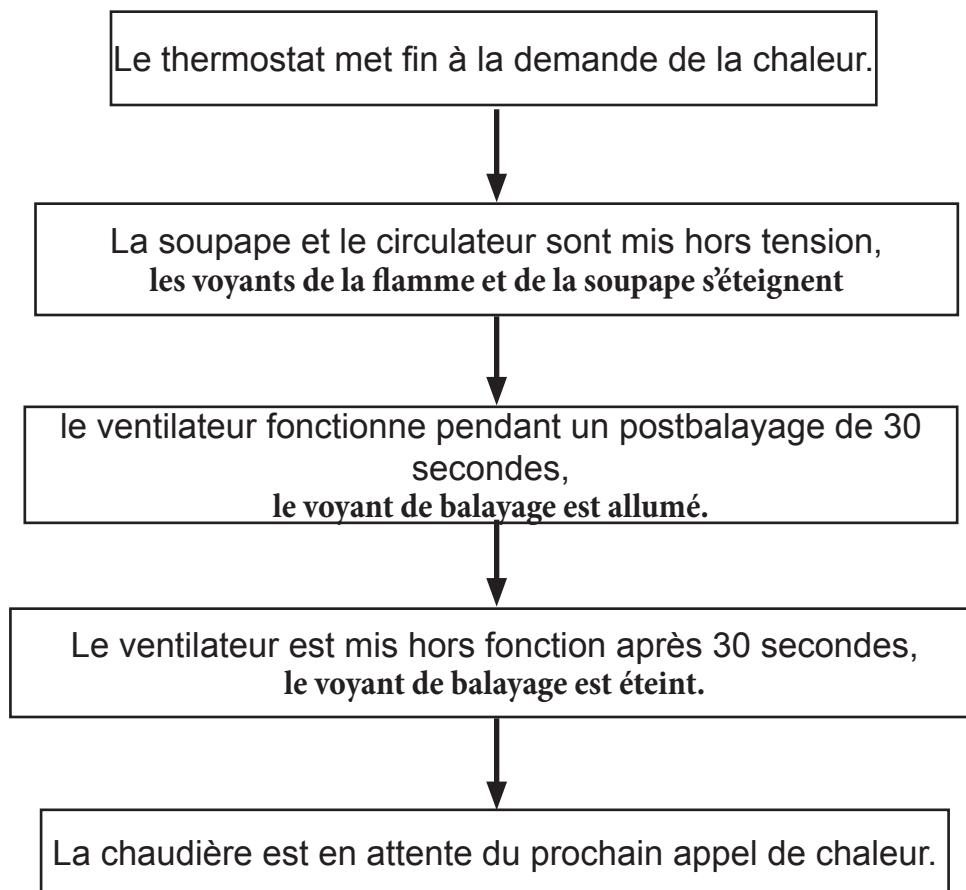 Le thermostat met fin à la demande de la chaleur.
La soupape et le circulateur sont mis hors tension,
les voyants de la flamme et de la soupape s'éteignent
le ventilateur fonctionne pendant un postbalayage de 30
secondes,
le voyant de balayage est allumé.
Le ventilateur est mis hors fonction après 30 secondes,
le voyant de balayage est éteint.
La chaudière est en attente du prochain appel de chaleur.